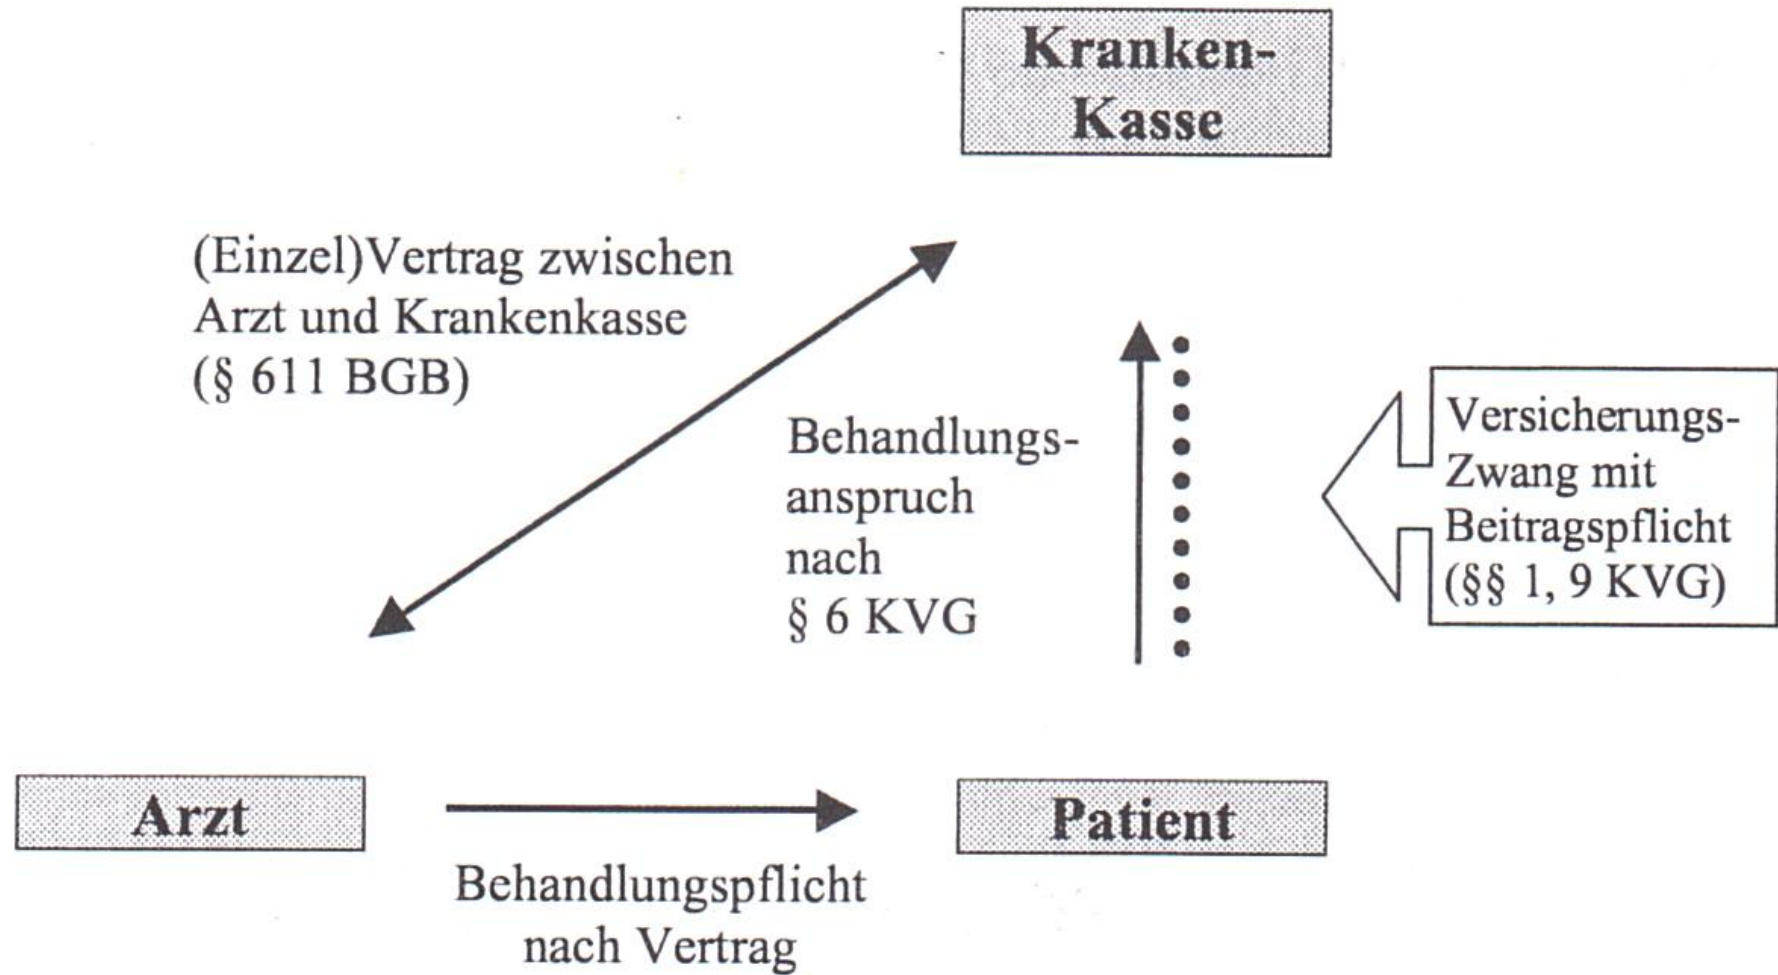 Kranken-
Kasse
(Einzel)Vertrag zwischen
Arzt und Krankenkasse
(§ 611 BGB)
Behandlungs-
anspruch
nach
§ 6 KVG
Versicherungs-
Zwang mit
Beitragspflicht
(§§ 1, 9 KVG)
Arzt
Patient
Behandlungspflicht
nach Vertrag